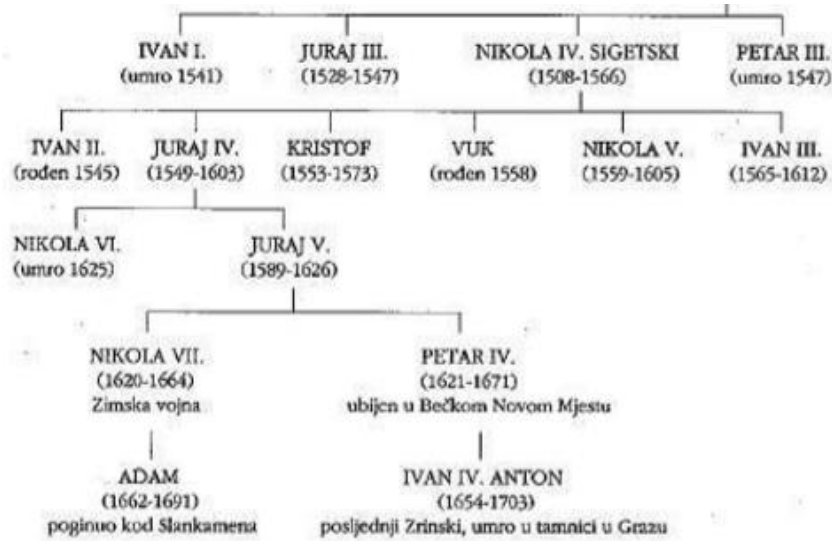 IVAN I. JURAJ III. NIKOLA IV. SIGETSKI PETAR III.
(umro 1541) (1528-1547) (1508-1566) (umro 1547)
IVAN II. JURAJ IV. KRISTOF VUK NIKOLA V. IVAN III.
(rođen 1545) (1549-1603) (1553-1573) (rođen 1558) (1559-1605) (1565-1612)
NIKOLA VI. JURAJ V.
(umro 1625) (1589-1626)
NIKOLA VII. PETAR IV.
(1620-1664) (1621-1671)
Zimska vojna ubijen u Bečkom Novom Mjestu
ADAM IVAN IV. ANTON
(1662-1691) (1654-1703)
poginuo kod Slankamena posljednji Zrinski, umro u tamnici u Grazu